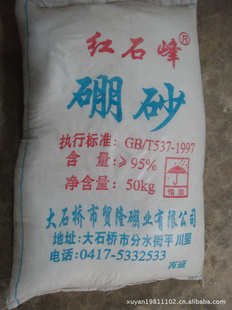 红石峰®
硼砂
执行标准: GB/T537-1997
含 量: ≥95%
净含量: 50kg
怕湿
大石桥市贸隆硼业有限公司
地址: 大石桥市分水街平川里
电话: 0417-5332533
xuyan19811102.cn.alibaba.com